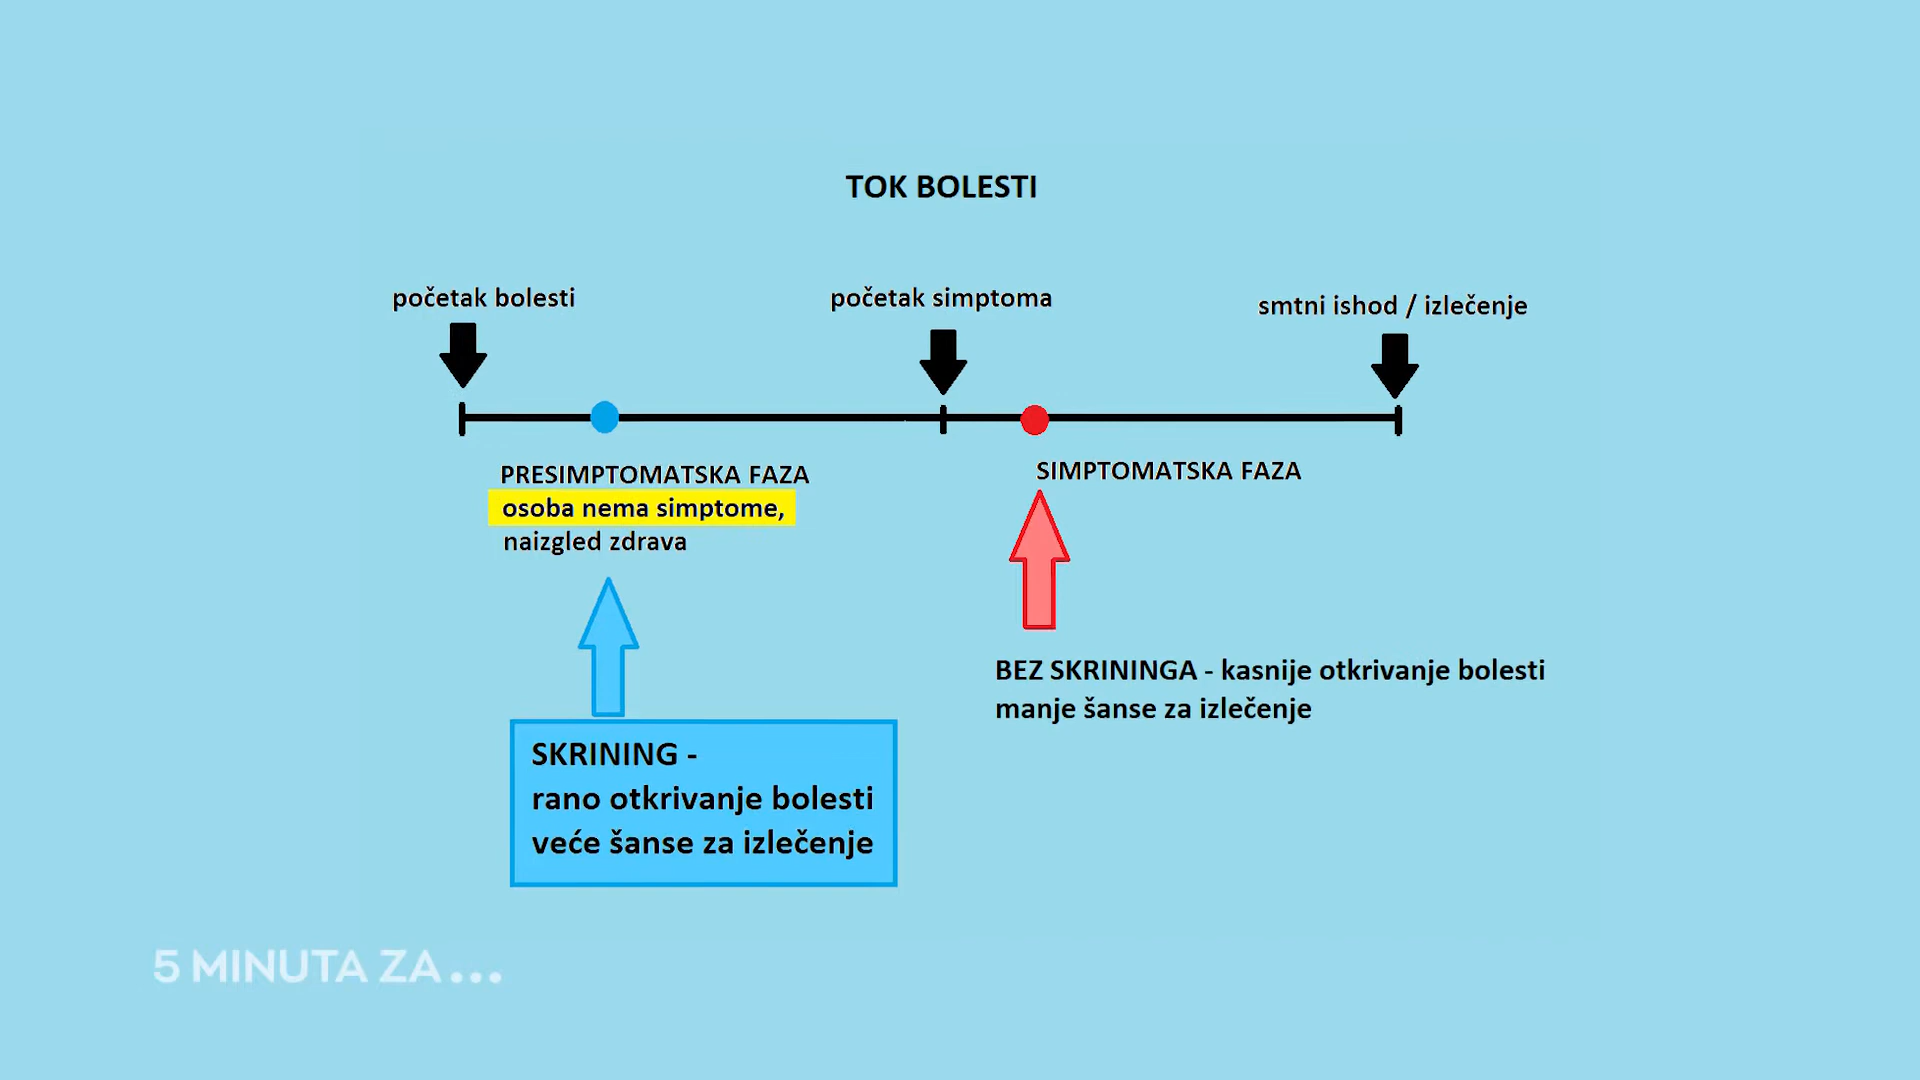 TOK BOLESTI
početak bolesti
početak simptoma
smtni ishod / izlečenje
PRESIMPTOMATSKA FAZA
osoba nema simptome,
naizgled zdrava
SIMPTOMATSKA FAZA
BEZ SKRININGA - kasnije otkrivanje bolesti
manje šanse za izlečenje
SKRINING -
rano otkrivanje bolesti
veće šanse za izlečenje
5 MINUTA ZA...